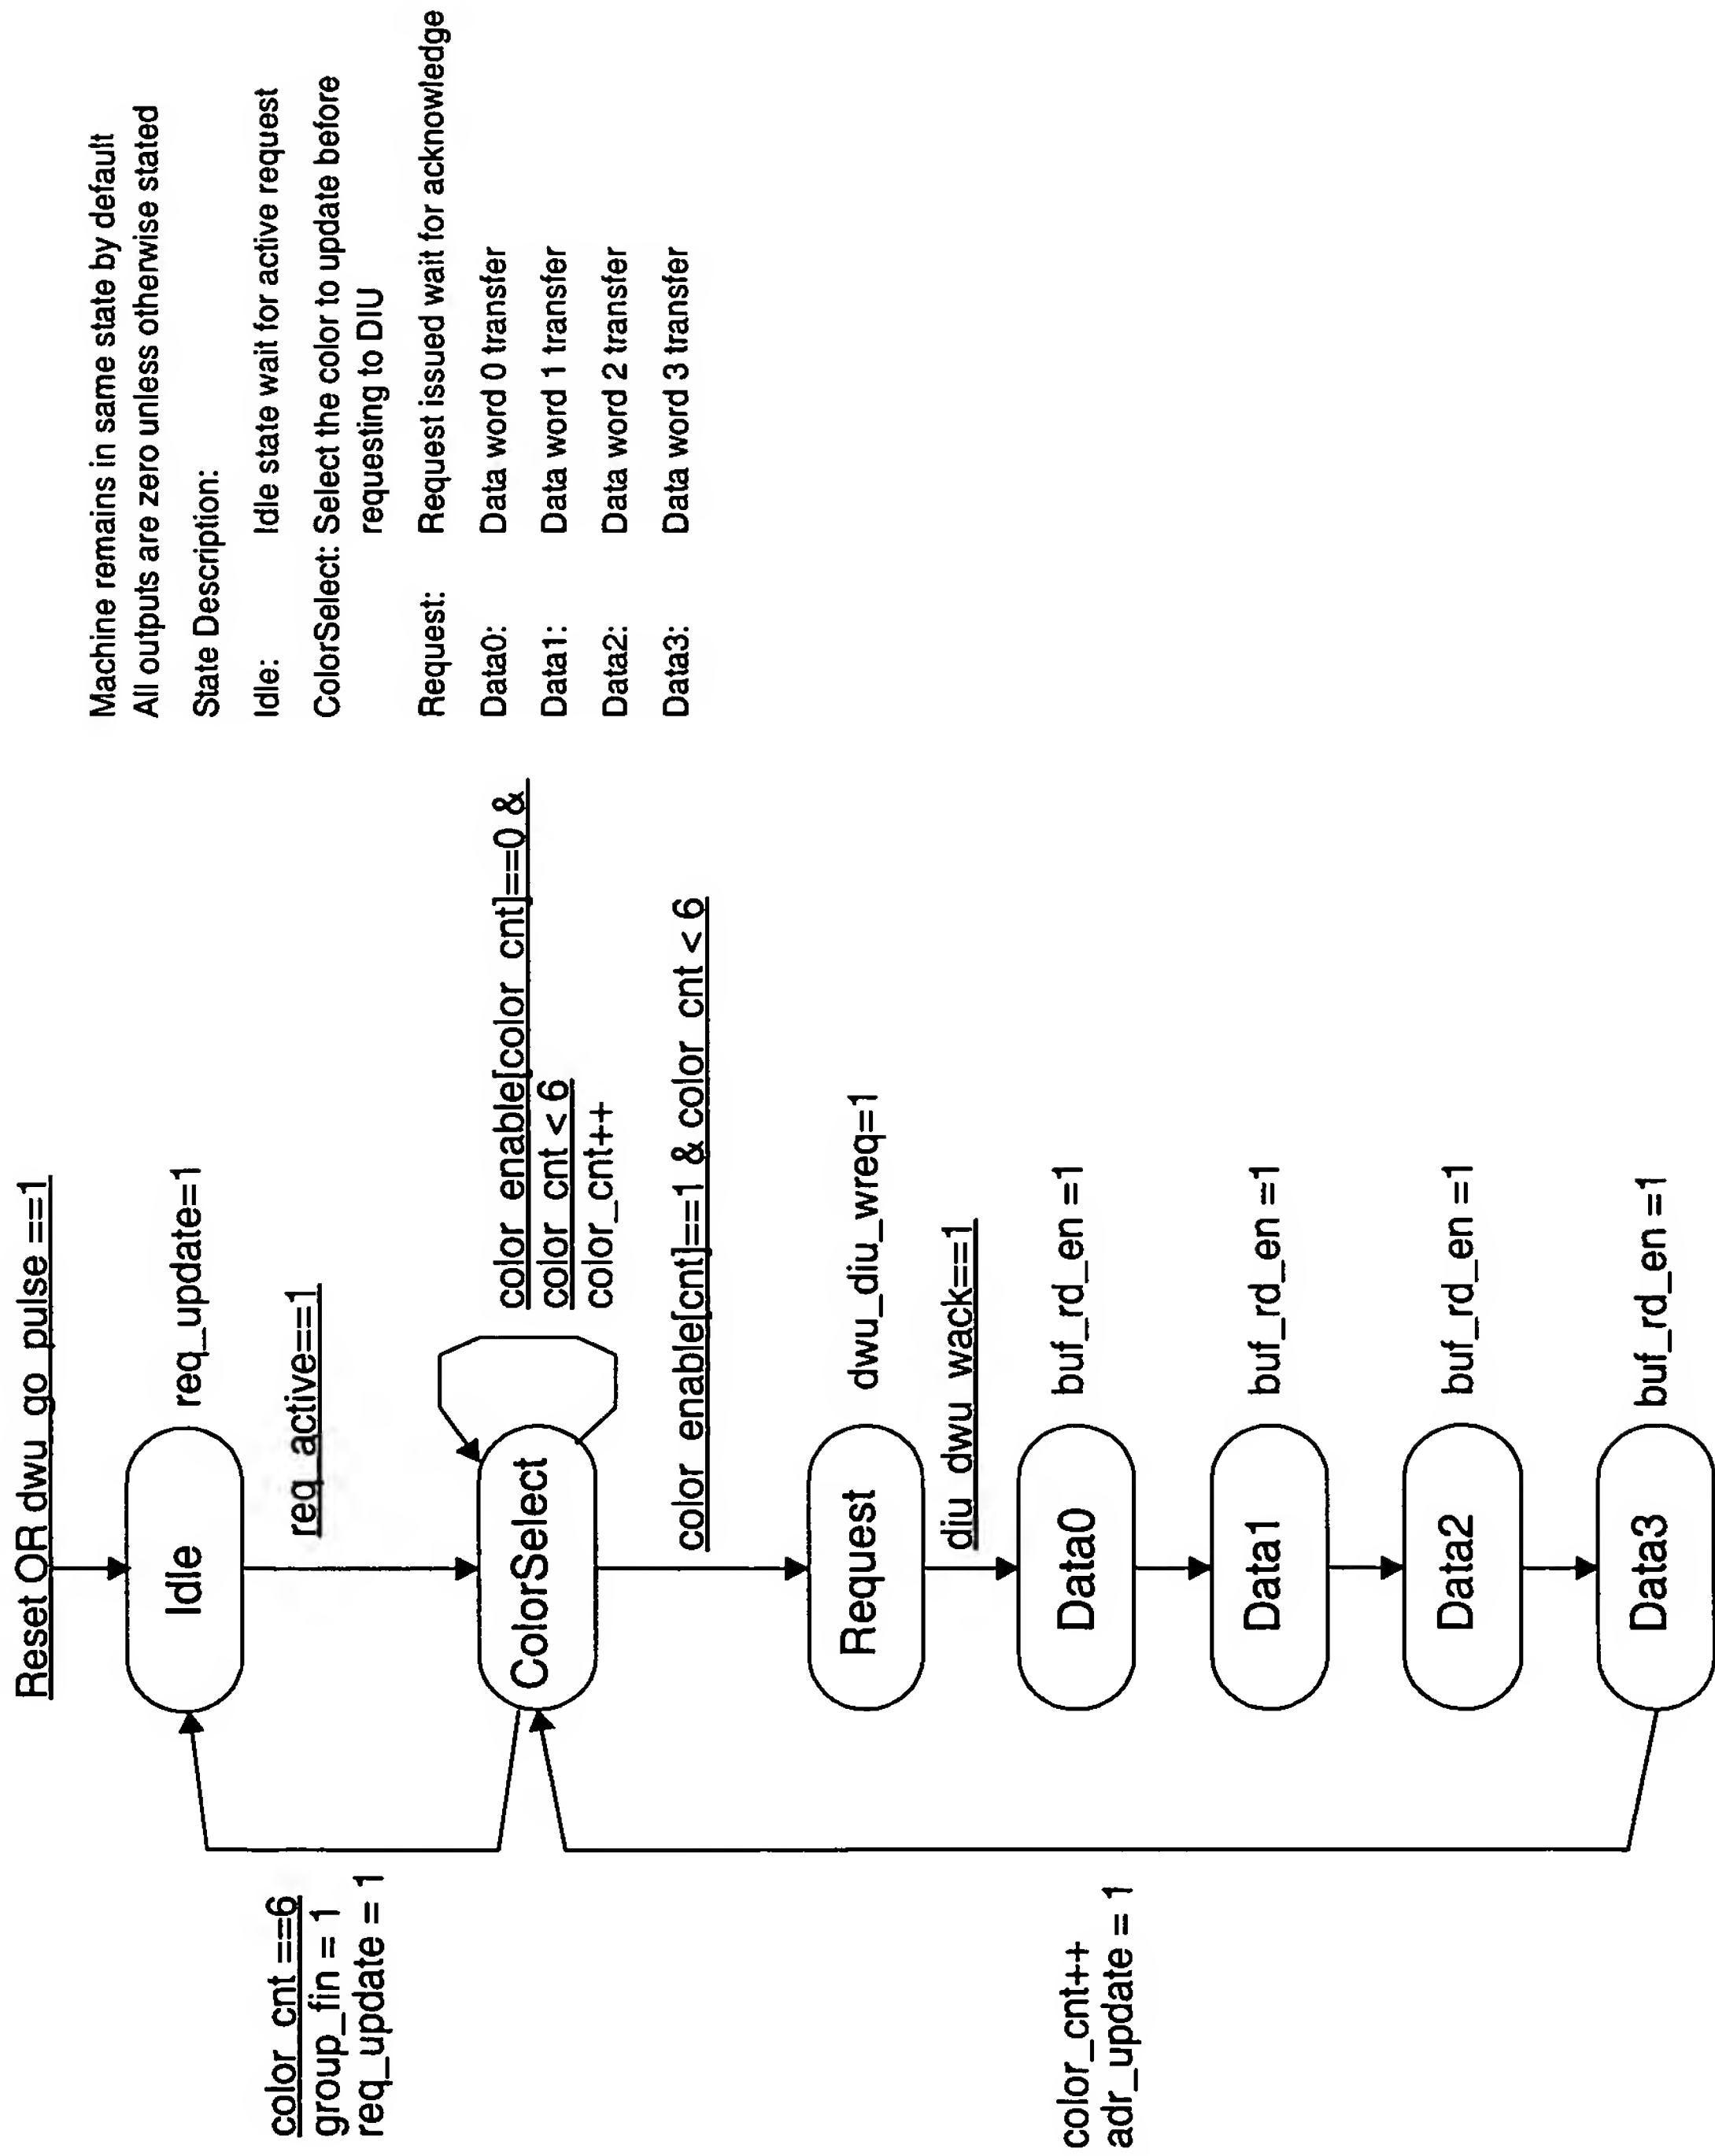 Reset OR dwu_go_pulse ==1
Idle
req_update=1
req_active==1
color_cnt ==6
group_fin = 1
req_update = 1
ColorSelect
color_enable[color_cnt]==0 &
color_cnt < 6
color_cnt++
color_enable[cnt]==1 & color_cnt < 6
Request
dwu_diu_wreq=1
diu_dwu_wack==1
Data0
buf_rd_en =1
Data1
buf_rd_en =1
Data2
buf_rd_en =1
Data3
buf_rd_en =1
color_cnt++
adr_update = 1
Machine remains in same state by default
All outputs are zero unless otherwise stated
State Description:
Idle: Idle state wait for active request
ColorSelect: Select the color to update before
requesting to DIU
Request: Request issued wait for acknowledge
Data0: Data word 0 transfer
Data1: Data word 1 transfer
Data2: Data word 2 transfer
Data3: Data word 3 transfer